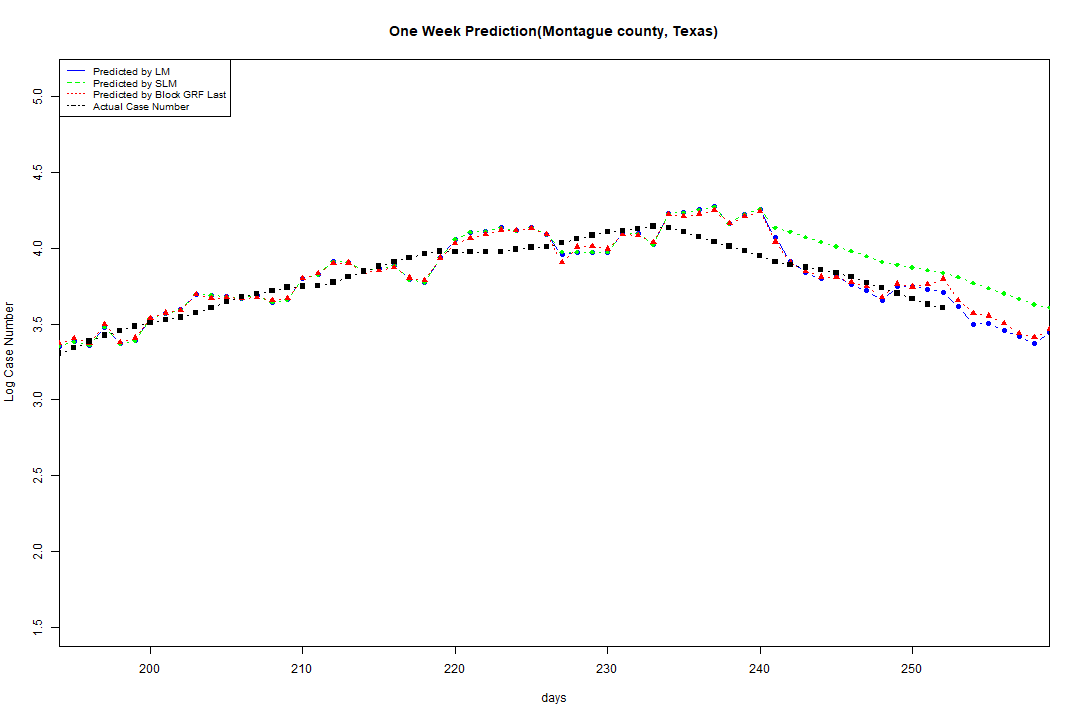 One Week Prediction(Montague county, Texas)
Predicted by LM
Predicted by SLM
Predicted by Block GRF Last
Actual Case Number
5.0
4.5
4.0
3.5
3.0
2.5
2.0
1.5
Log Case Number
200 210 220 230 240 250
days